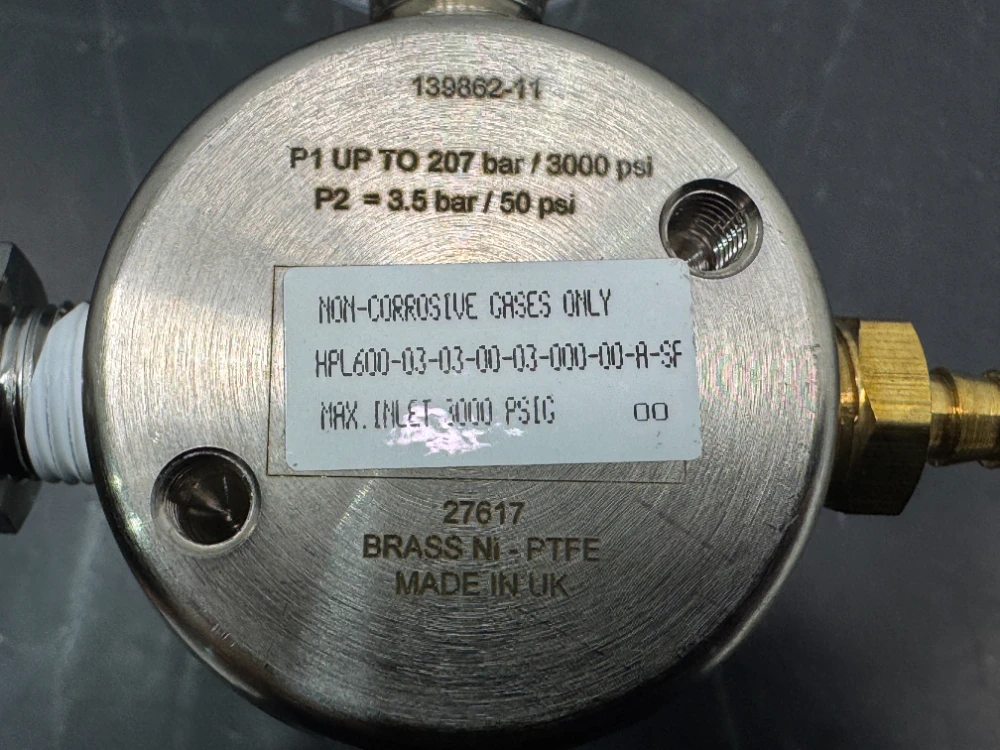 139862-11
P1 UP TO 207 bar / 3000 psi
P2 = 3.5 bar / 50 psi
NON-CORROSIVE GASES ONLY
HPL600-03-03-00-03-000-00-A-SF
MAX. INLET 3000 PSIG 00
27617
BRASS Ni - PTFE
MADE IN UK